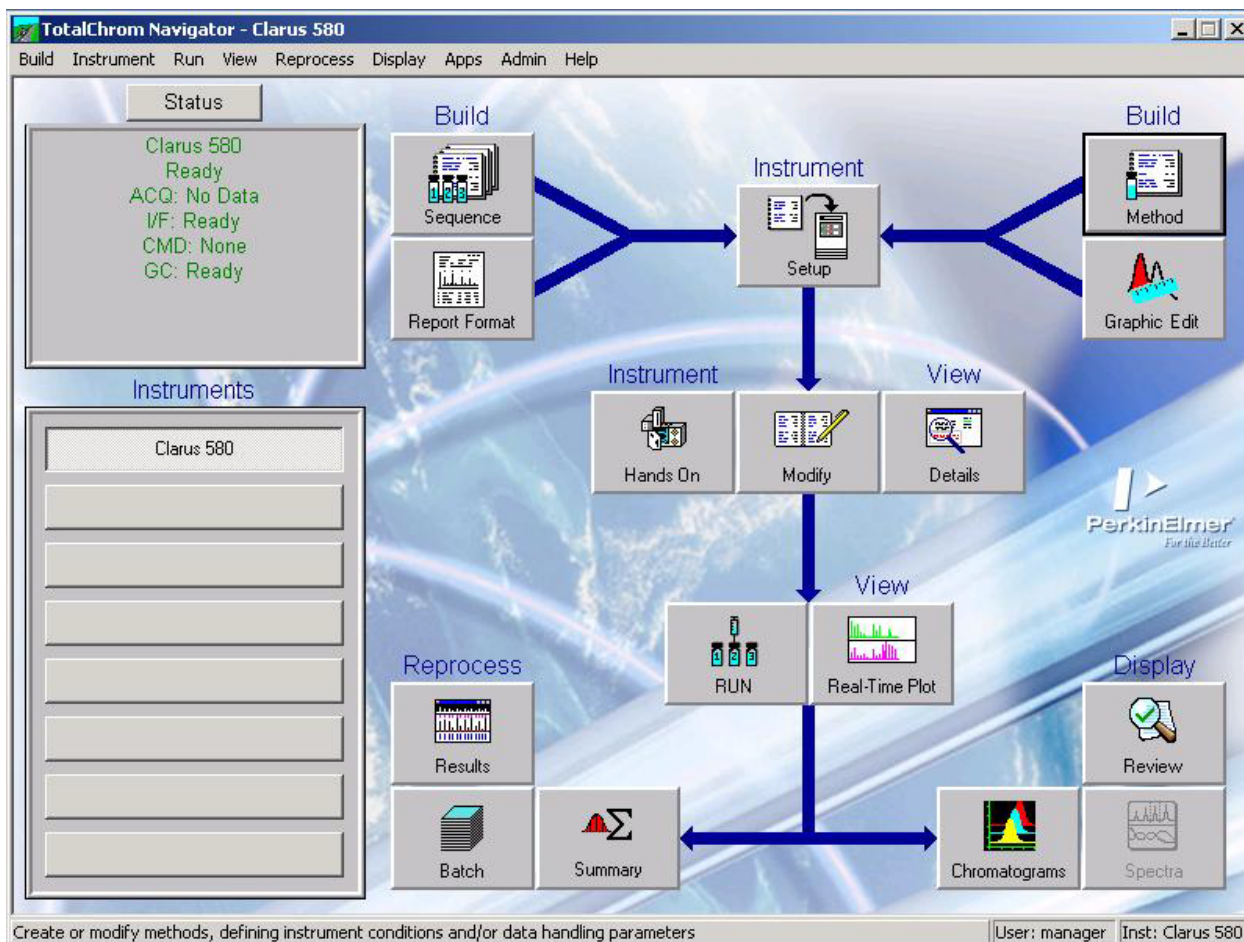 TotalChrom Navigator - Clarus 580
Build Instrument Run View Reprocess Display Apps Admin Help
Status
Clarus 580
Ready
ACQ: No Data
I/F: Ready
CMD: None
GC: Ready
Instruments
Clarus 580
Build
Sequence
Report Format
Instrument
Setup
Build
Method
Graphic Edit
Instrument
Hands On
Modify
View
Details
PerkinElmer
For the Better
View
RUN
Real-Time Plot
Reprocess
Results
Batch
Summary
Display
Review
Chromatograms
Spectra
Create or modify methods, defining instrument conditions and/or data handling parameters
User: manager
Inst: Clarus 580